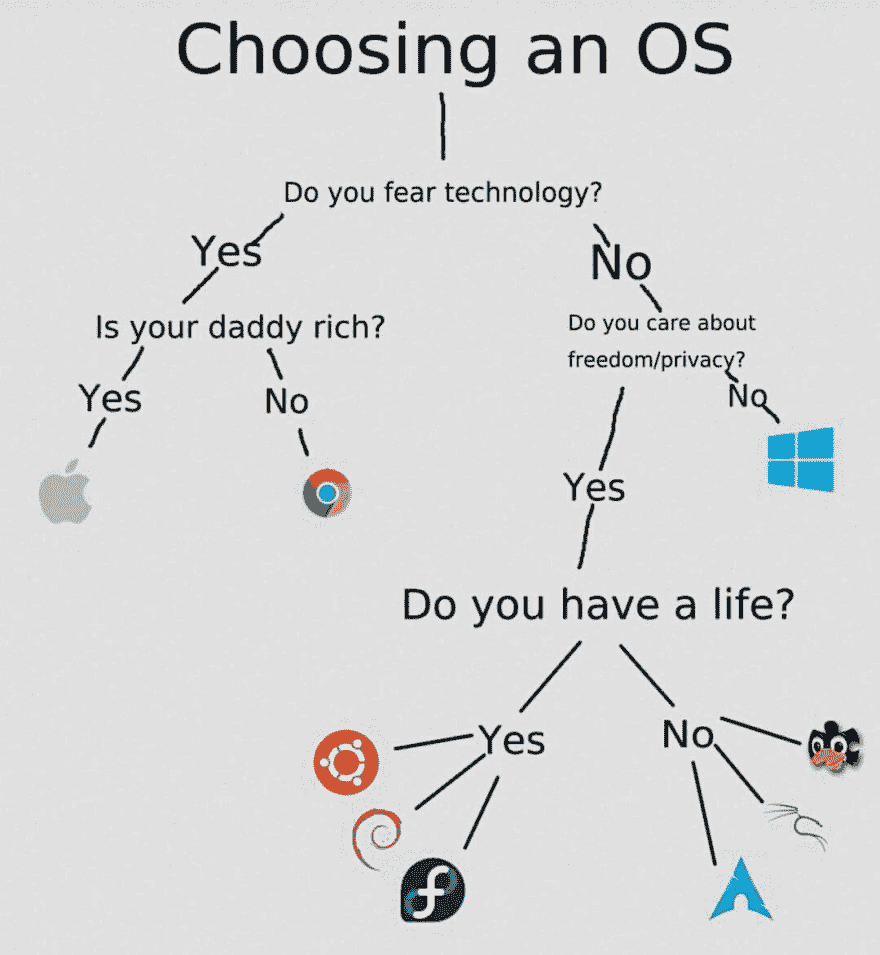 Choosing an OS
Do you fear technology?
Yes
No
Is your daddy rich?
Do you care about
freedom/privacy?
Yes
No
No
Yes
Do you have a life?
Yes
No